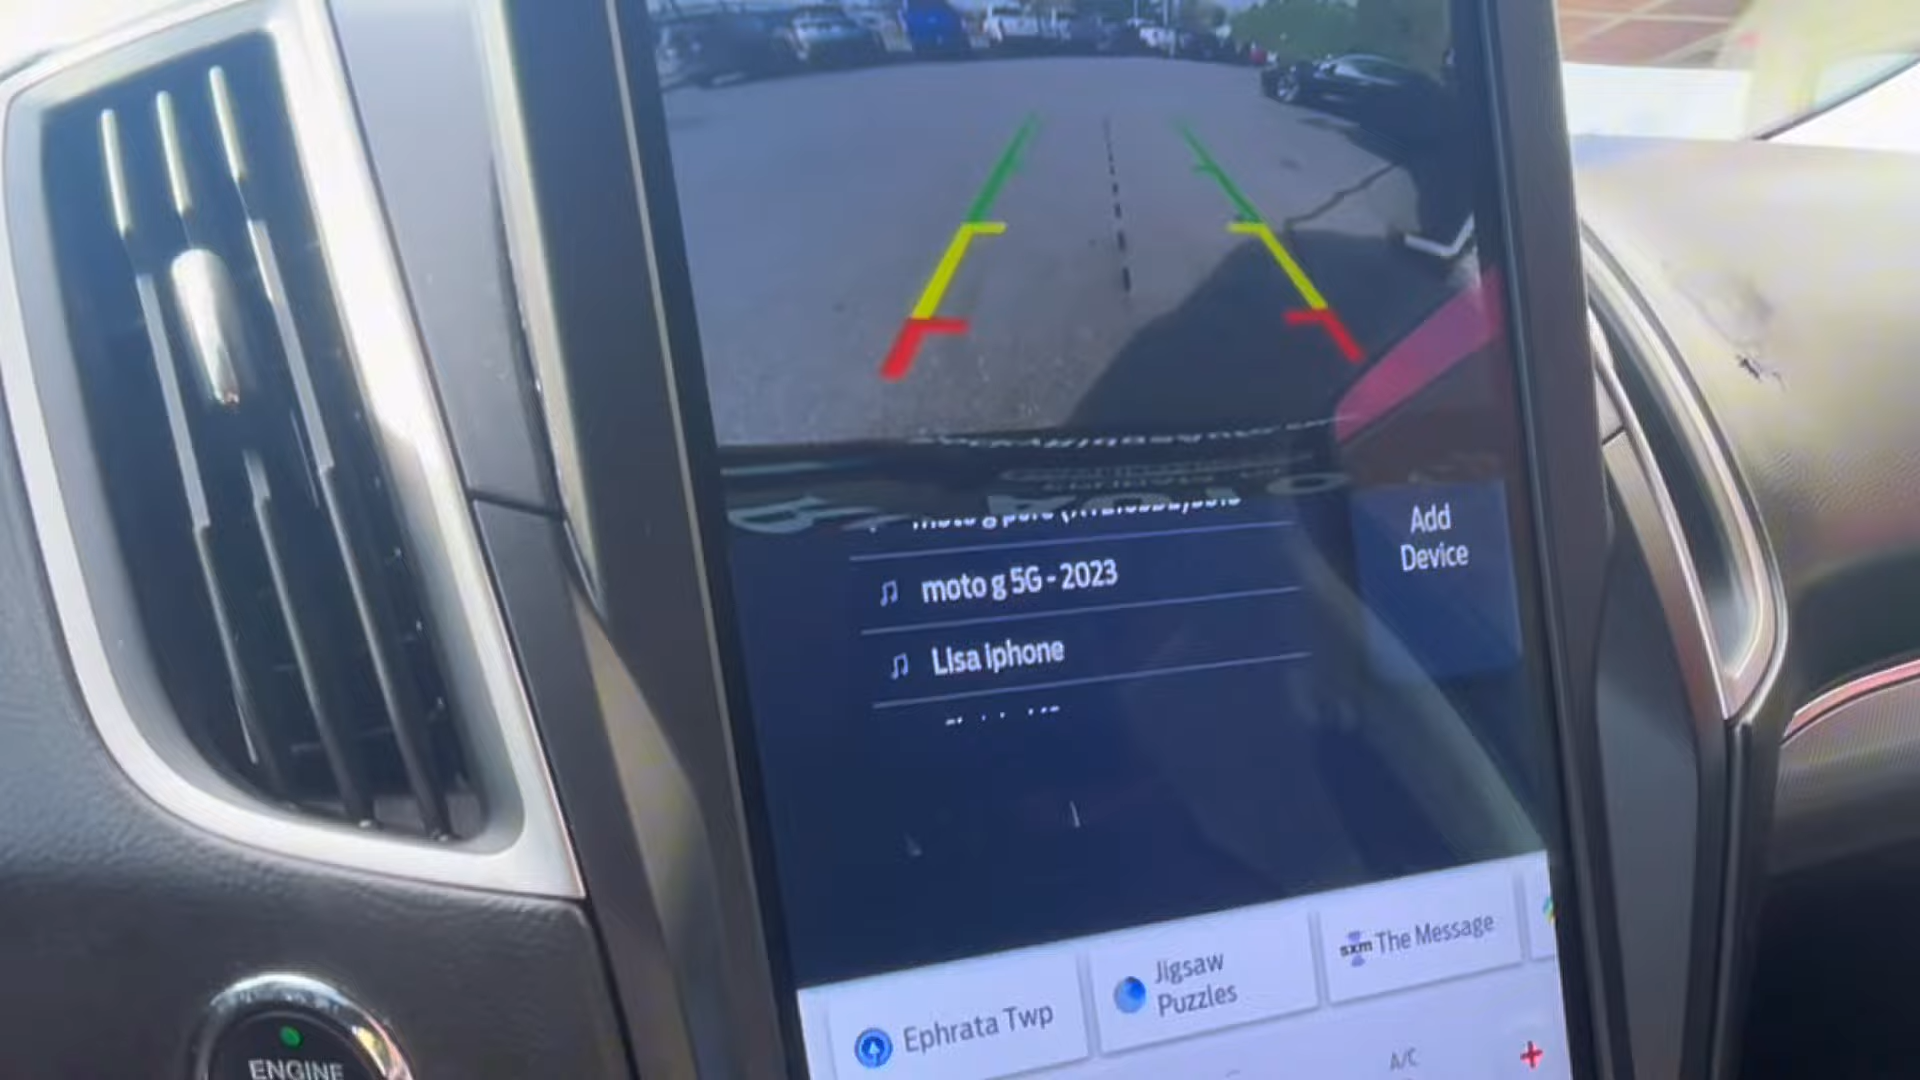 moto g 5G - 2023
Lisa iphone
Add
Device
Ephrata Twp
Jigsaw
Puzzles
sxm The Message
A/C
ENGINE